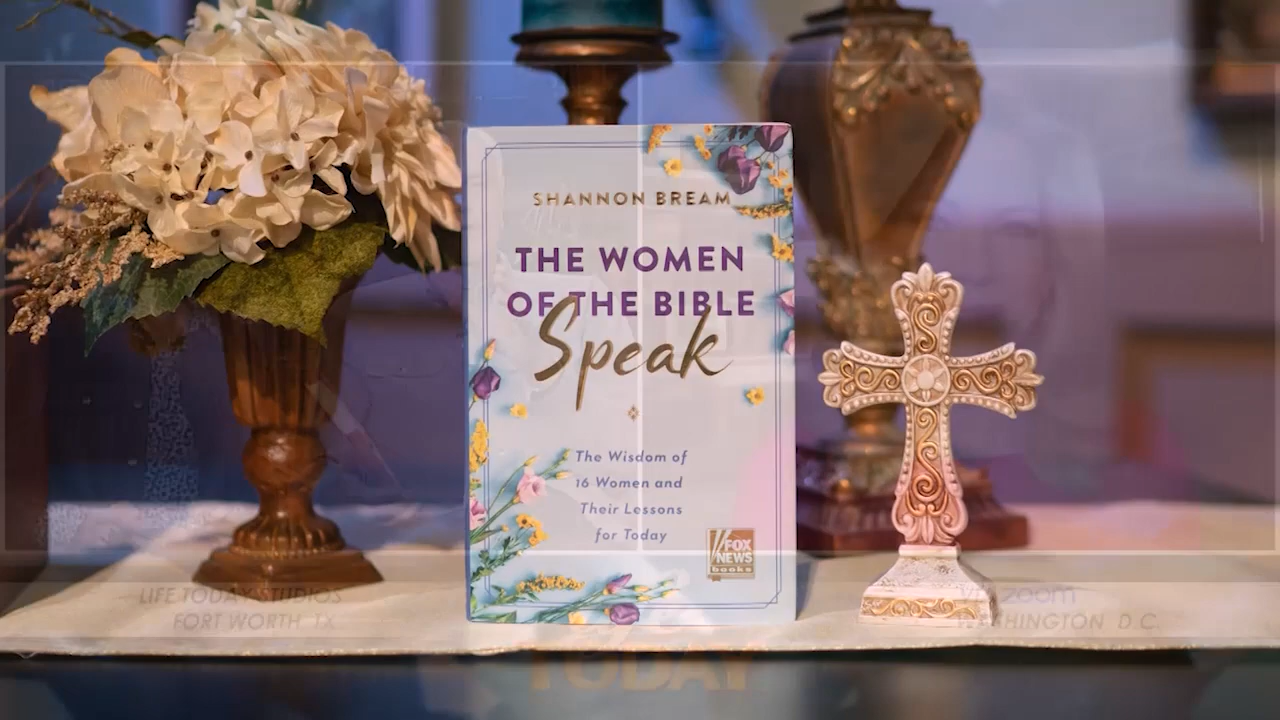 SHANNON BREAM
THE WOMEN
OF THE BIBLE
Speak
The Wisdom of
16 Women and
Their Lessons
for Today
FOX
NEWS
books
LIFE TODAY STUDIOS
FORT WORTH, TX
via zoom
WASHINGTON, D.C.
TODAY